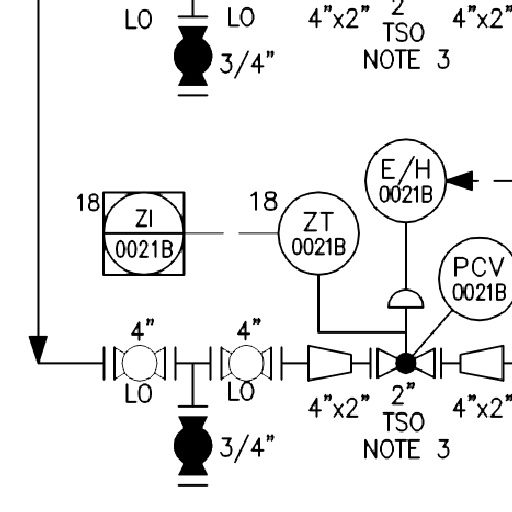 LO
LO
4"x2"
2"
4"x2"
TSO
NOTE 3
3/4"
E/H
0021B
18
ZI
0021B
18
ZT
0021B
PCV
0021B
4"
4"
LO
LO
4"x2"
2"
4"x2"
TSO
NOTE 3
3/4"